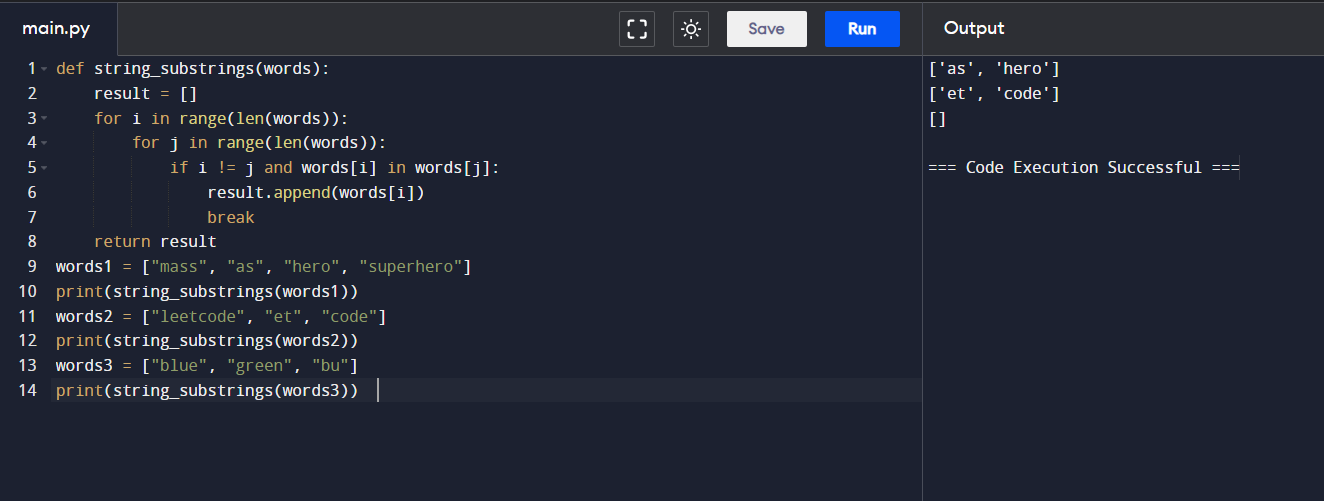 main.py
Save
Run
Output
1 def string_substrings(words):
2     result = []
3     for i in range(len(words)):
4         for j in range(len(words)):
5             if i != j and words[i] in words[j]:
6                 result.append(words[i])
7                 break
8     return result
9 words1 = ["mass", "as", "hero", "superhero"]
10 print(string_substrings(words1))
11 words2 = ["leetcode", "et", "code"]
12 print(string_substrings(words2))
13 words3 = ["blue", "green", "bu"]
14 print(string_substrings(words3))
['as', 'hero']
['et', 'code']
[]
=== Code Execution Successful ===